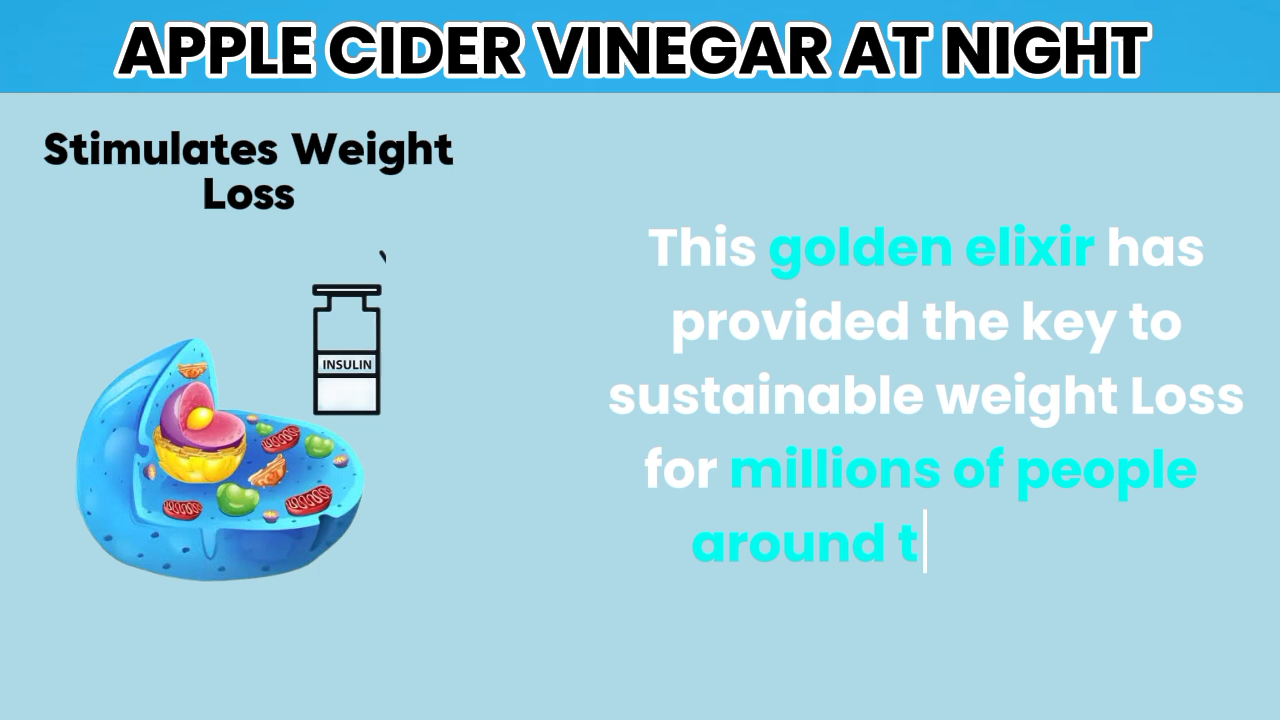 APPLE CIDER VINEGAR AT NIGHT
Stimulates Weight
Loss
INSULIN
This golden elixir has
provided the key to
sustainable weight Loss
for millions of people
around t